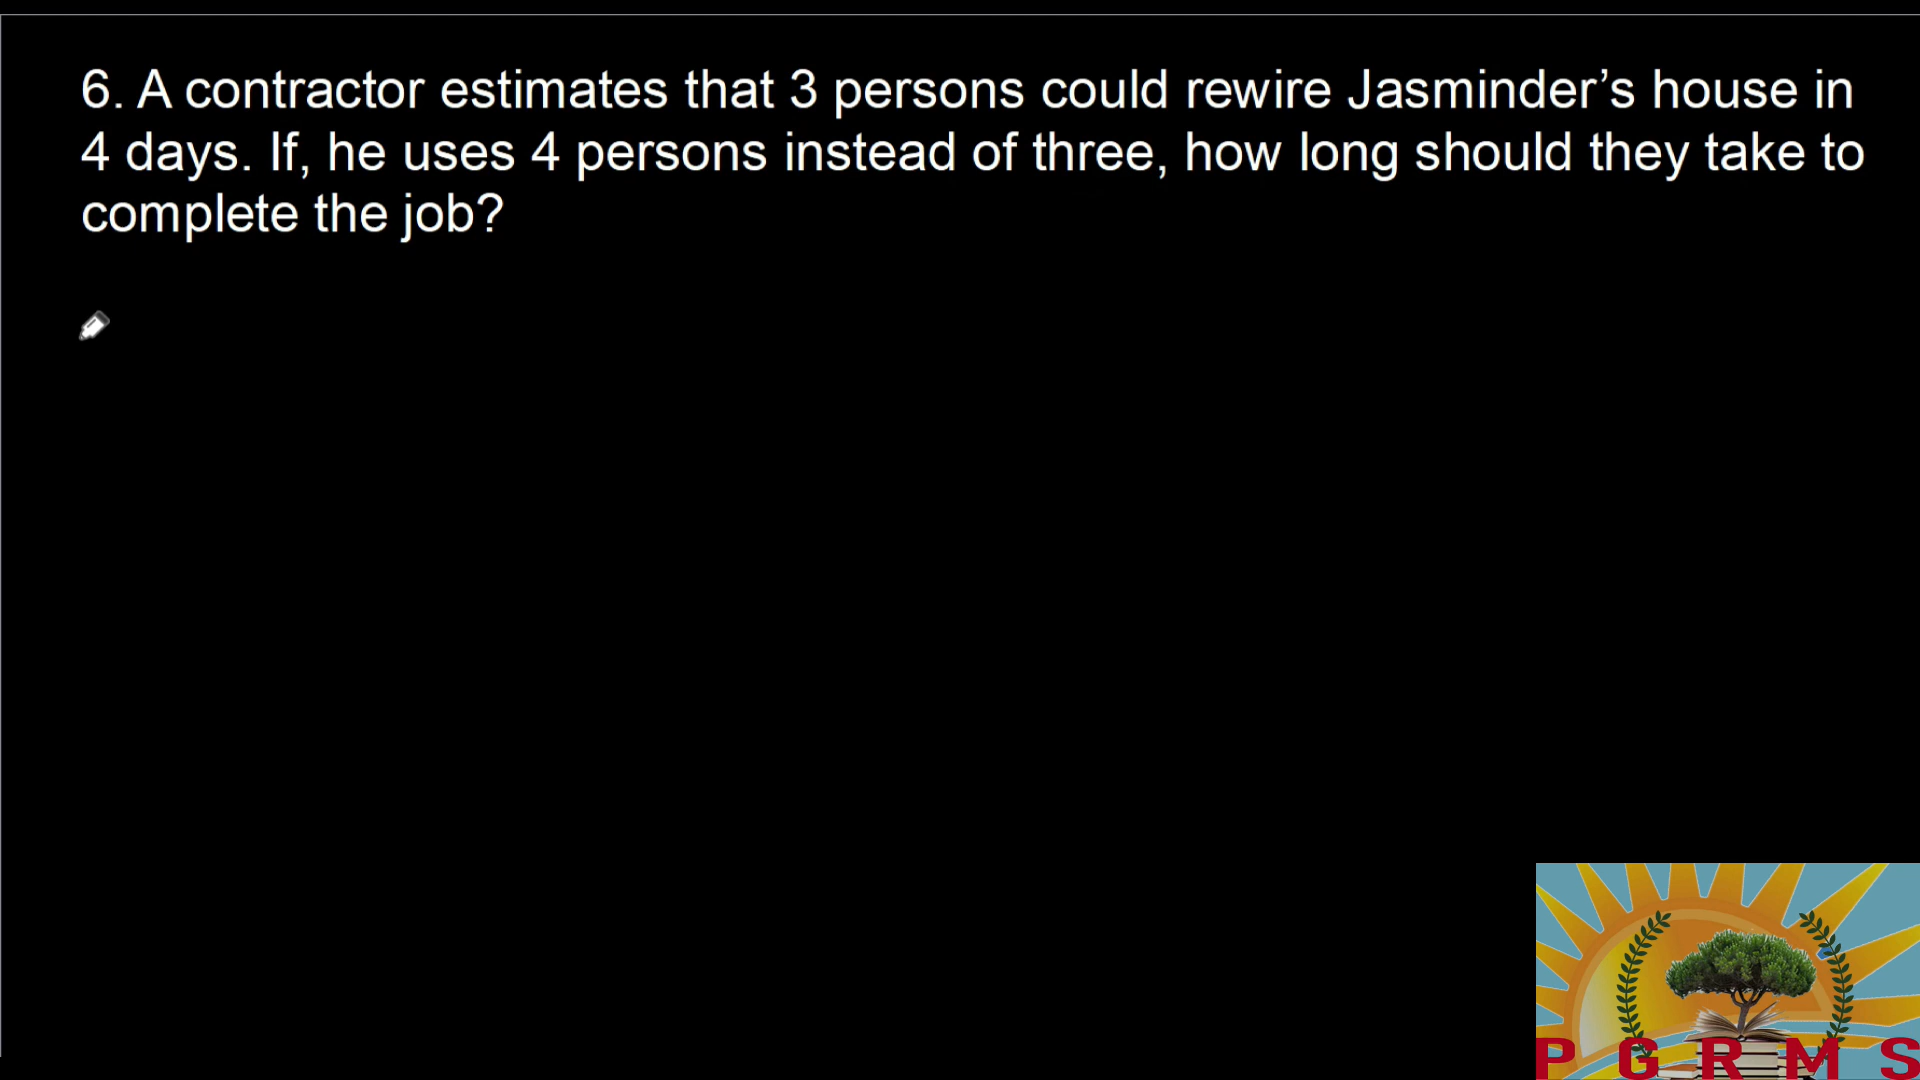 6. A contractor estimates that 3 persons could rewire Jasminder’s house in
4 days. If, he uses 4 persons instead of three, how long should they take to
complete the job?
P G R M S